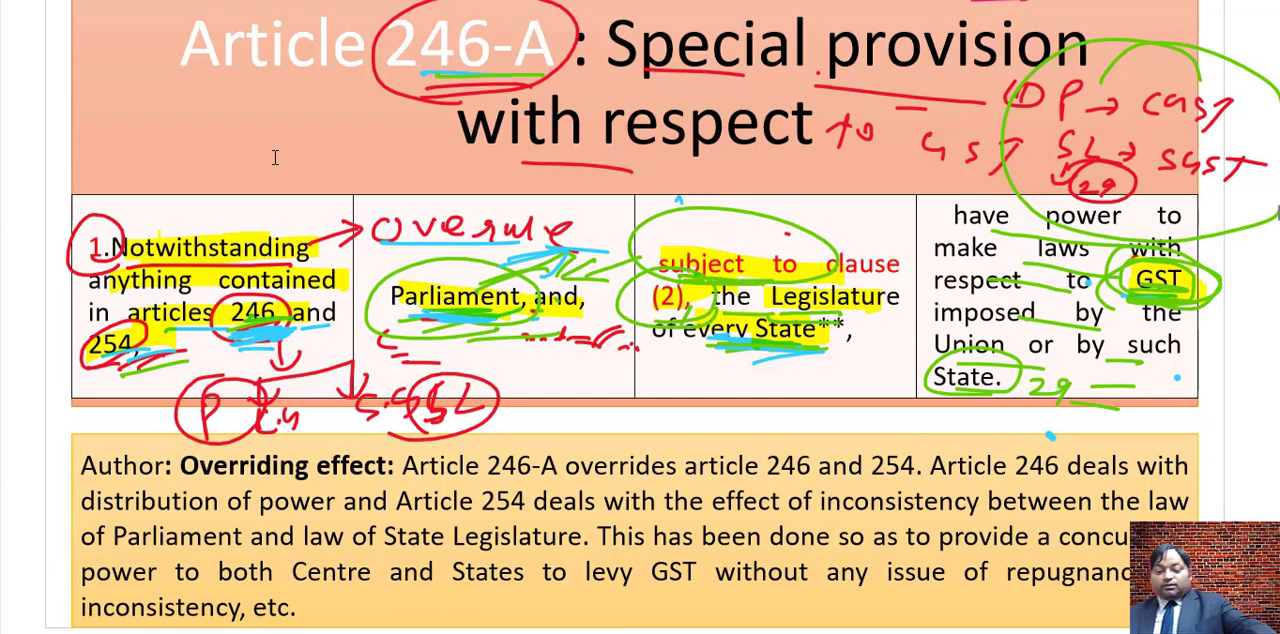 Article 246-A : Special provision
with respect to GST
(1) P → CGST
SL → SGST
29
1.Notwithstanding
anything contained
in articles 246 and
254,
overrule
Parliament, and,
subject to clause
(2), the Legislature
of every State**,
have power to
make laws with
respect to GST
imposed by the
Union or by such
State. 29
P C.G S.G SL
Author: Overriding effect: Article 246-A overrides article 246 and 254. Article 246 deals with
distribution of power and Article 254 deals with the effect of inconsistency between the law
of Parliament and law of State Legislature. This has been done so as to provide a concu
power to both Centre and States to levy GST without any issue of repugnanc
inconsistency, etc.